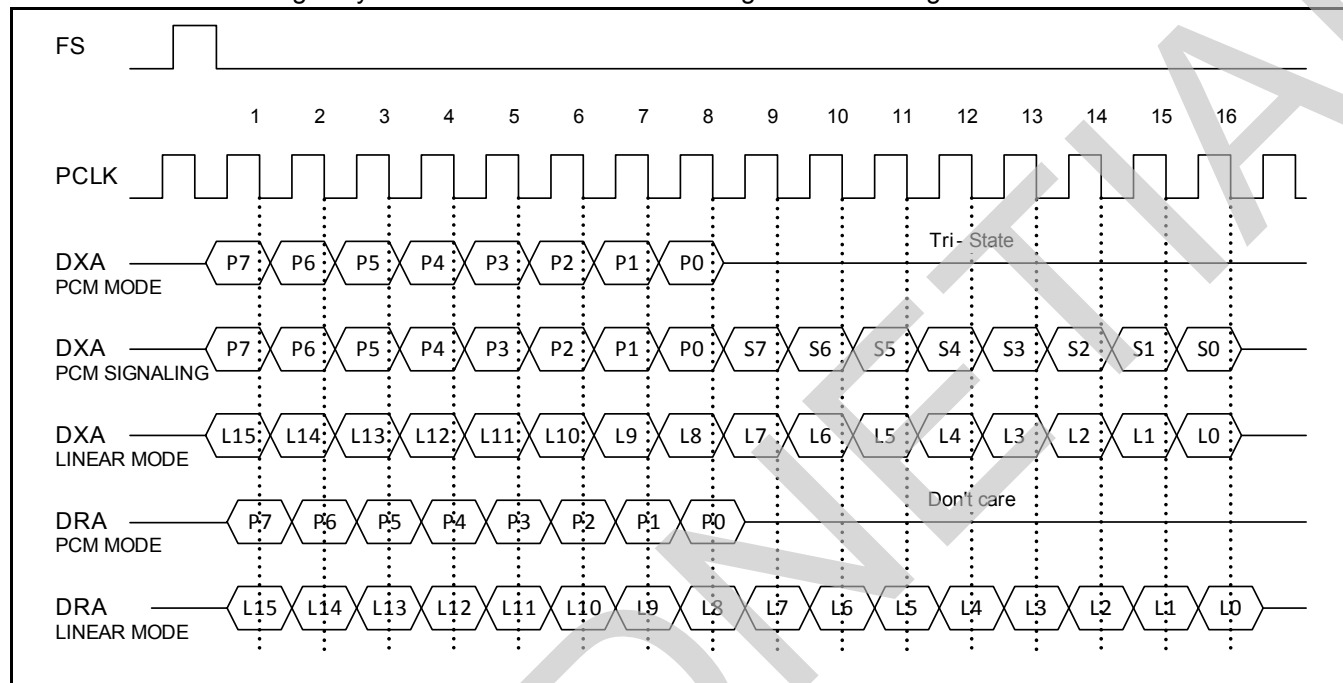 FS
1 2 3 4 5 6 7 8 9 10 11 12 13 14 15 16
PCLK
Tri- State
DXA P7 P6 P5 P4 P3 P2 P1 P0
PCM MODE
DXA P7 P6 P5 P4 P3 P2 P1 P0 S7 S6 S5 S4 S3 S2 S1 S0
PCM SIGNALING
DXA L15 L14 L13 L12 L11 L10 L9 L8 L7 L6 L5 L4 L3 L2 L1 L0
LINEAR MODE
Don't care
DRA P7 P6 P5 P4 P3 P2 P1 P0
PCM MODE
DRA L15 L14 L13 L12 L11 L10 L9 L8 L7 L6 L5 L4 L3 L2 L1 L0
LINEAR MODE